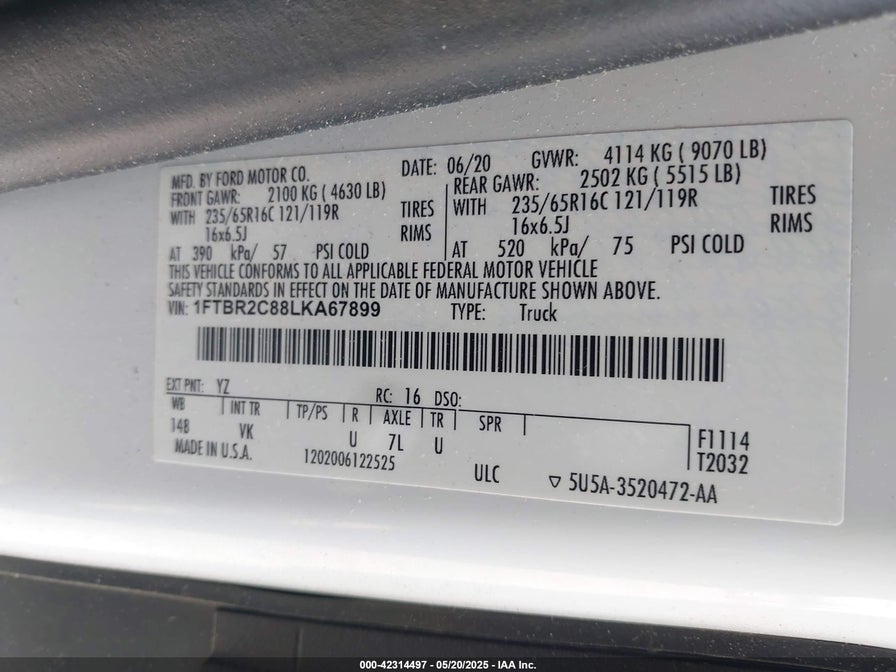 MFD. BY FORD MOTOR CO.
DATE: 06/20 GVWR: 4114 KG ( 9070 LB)
FRONT GAWR: 2100 KG ( 4630 LB)
REAR GAWR: 2502 KG ( 5515 LB)
WITH 235/65R16C 121/119R TIRES
WITH 235/65R16C 121/119R TIRES
16x6.5J RIMS
16x6.5J RIMS
AT 390 kPa/ 57 PSI COLD
AT 520 kPa/ 75 PSI COLD
THIS VEHICLE CONFORMS TO ALL APPLICABLE FEDERAL MOTOR VEHICLE
SAFETY STANDARDS IN EFFECT ON THE DATE OF MANUFACTURE SHOWN ABOVE.
VIN: 1FTBR2C88LKA67899 TYPE: Truck
EXT PNT: YZ RC: 16 DSO:
WB INT TR TP/PS R AXLE TR SPR
148 VK U 7L U
F1114
T2032
MADE IN U.S.A. 1202006122525 ULC ▽ 5U5A-3520472-AA
000-42314497 - 05/20/2025 - IAA Inc.